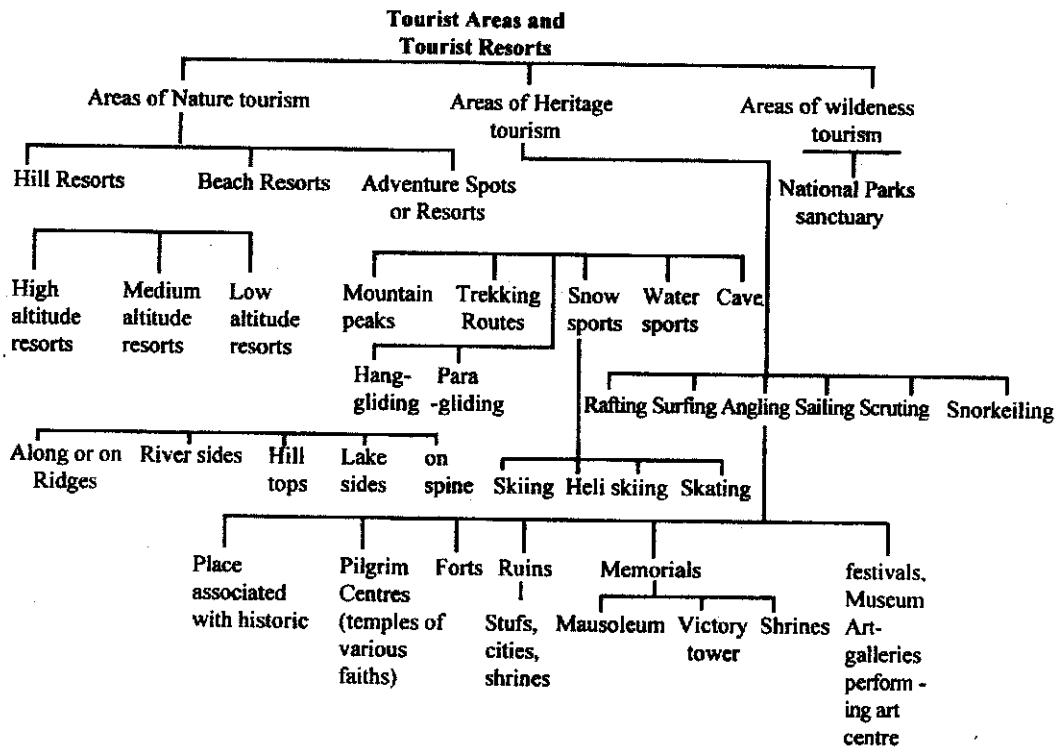 Tourist Areas and
Tourist Resorts
Areas of Nature tourism
Areas of Heritage
tourism
Areas of wildeness
tourism
Hill Resorts
Beach Resorts
Adventure Spots
or Resorts
National Parks
sanctuary
High
altitude
resorts
Medium
altitude
resorts
Low
altitude
resorts
Mountain
peaks
Trekking
Routes
Snow
sports
Water
sports
Cave
Hang-
gliding
Para
-gliding
Rafting Surfing Angling Sailing Scruting Snorkeiling
Along or on
Ridges
River sides
Hill
tops
Lake
sides
on
spine
Skiing Heli skiing Skating
Place
associated
with historic
Pilgrim
Centres
(temples of
various
faiths)
Forts
Ruins
Stufs,
cities,
shrines
Memorials
Mausoleum
Victory
tower
Shrines
festivals,
Museum
Art-
galleries
perform -
ing art
centre